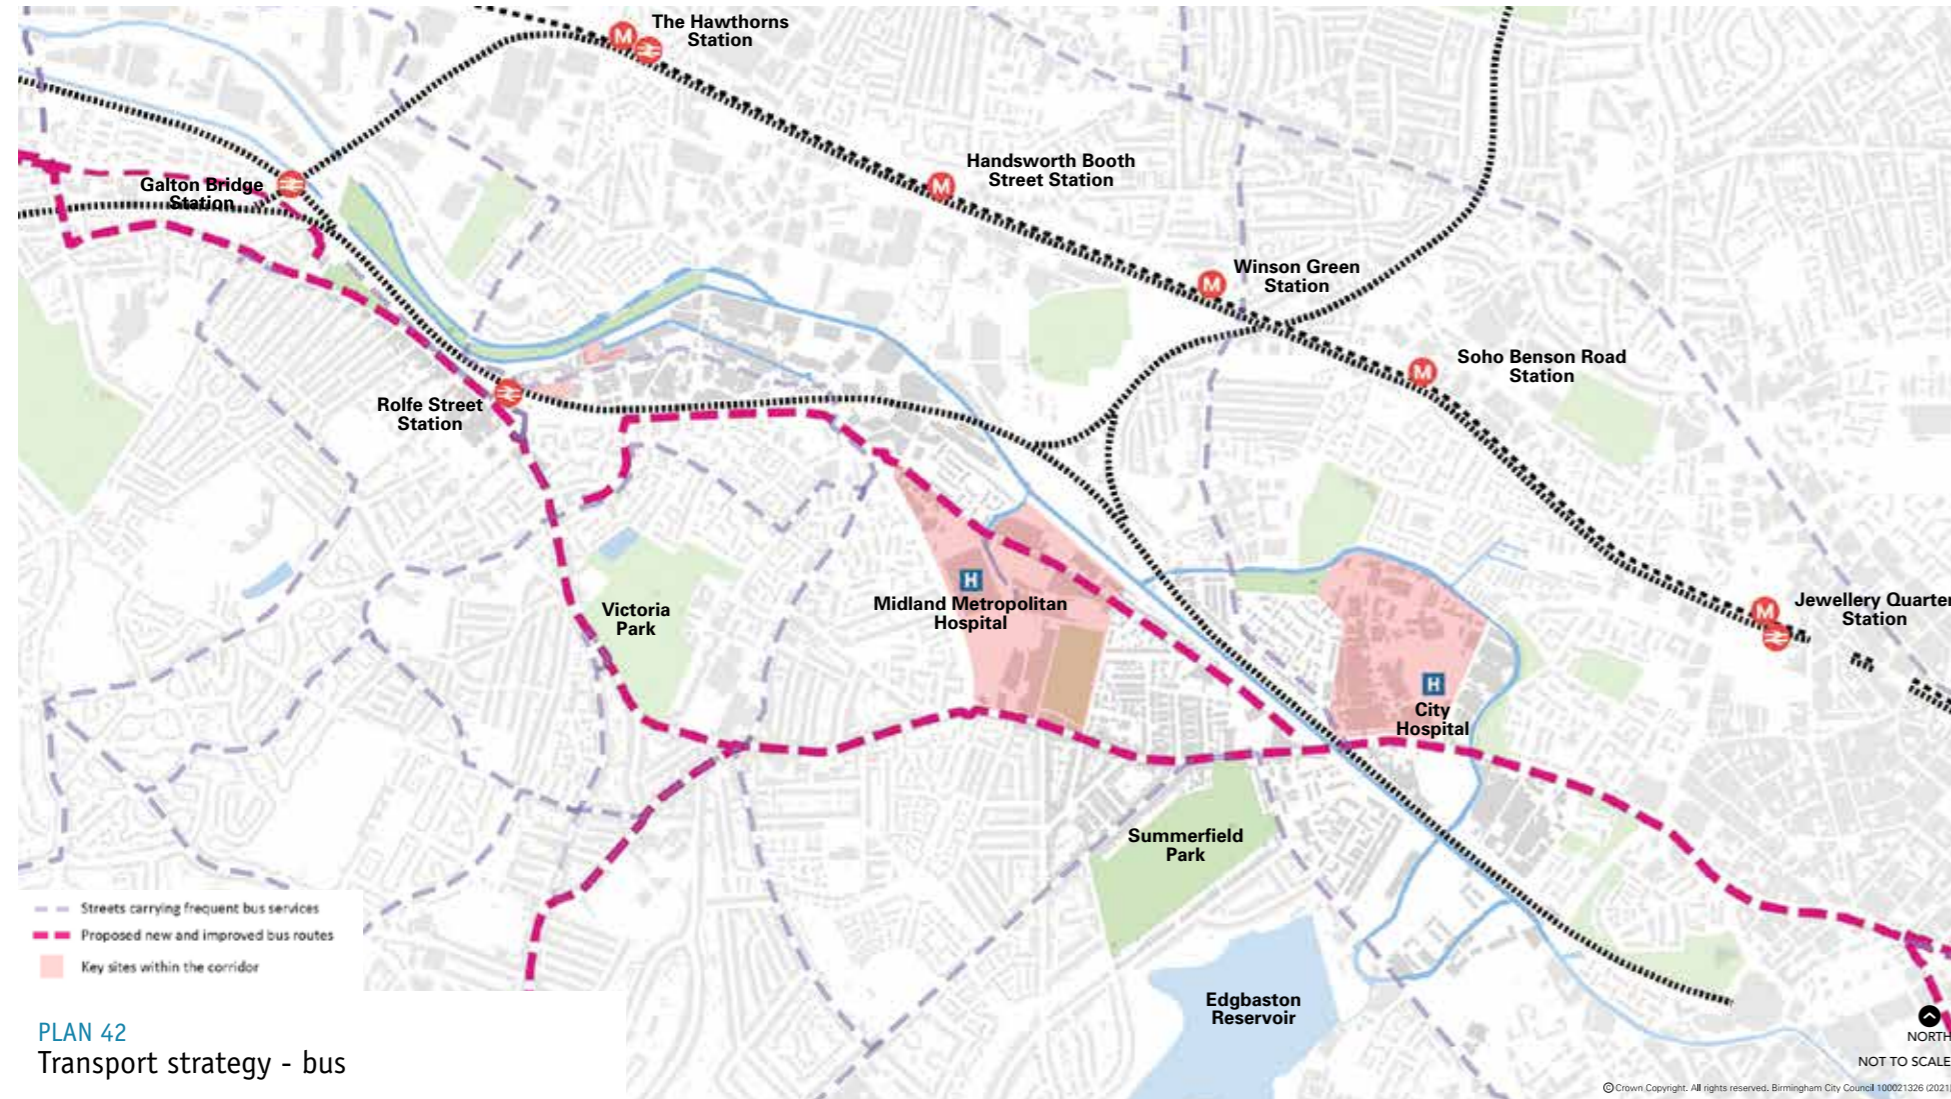 The Hawthorns
Station
M
Handsworth Booth
Street Station
M
Galton Bridge
Station
Winson Green
Station
M
Soho Benson Road
Station
M
Rolfe Street
Station
H
Midland Metropolitan
Hospital
Victoria
Park
M
Jewellery Quarter
Station
H
City
Hospital
Summerfield
Park
Edgbaston
Reservoir
Streets carrying frequent bus services
Proposed new and improved bus routes
Key sites within the corridor
PLAN 42
Transport strategy - bus
NORTH
NOT TO SCALE
©Crown Copyright. All rights reserved. Birmingham City Council 100021326 (2021)